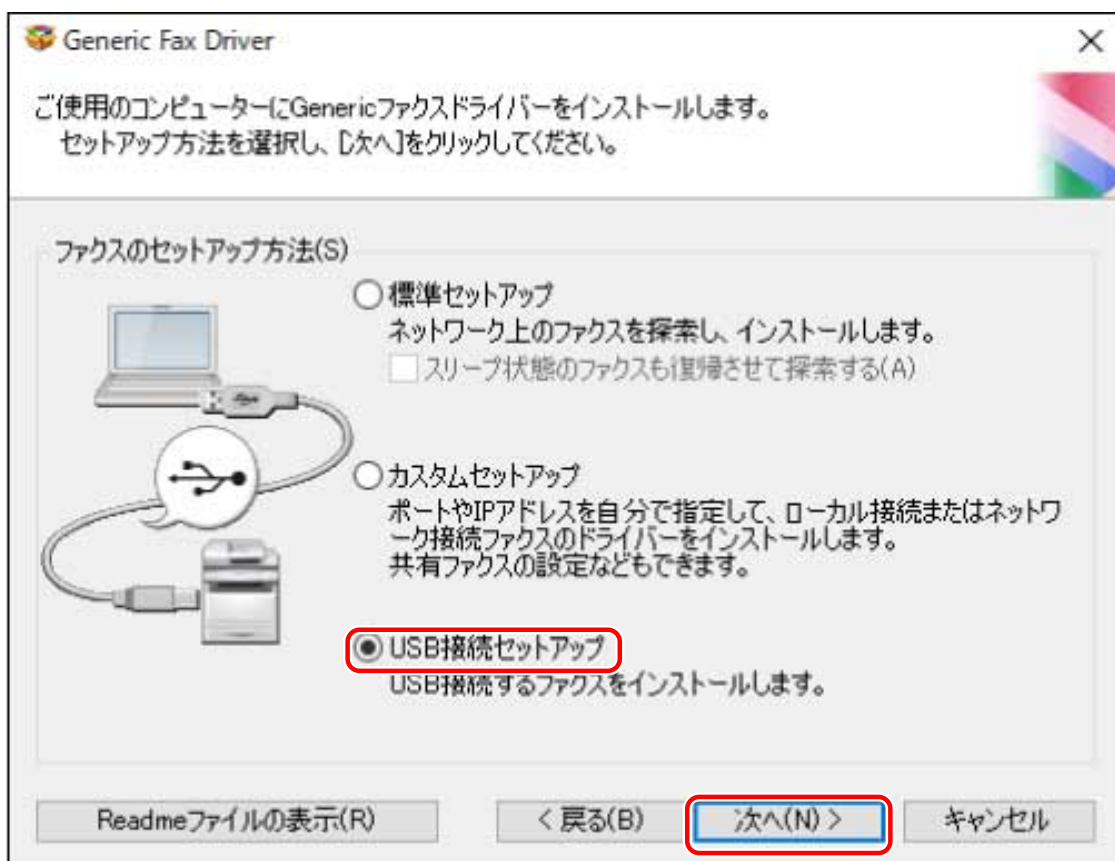 Generic Fax Driver
ご使用のコンピューターにGenericファクスドライバーをインストールします。
セットアップ方法を選択し、[次へ]をクリックしてください。
ファクスのセットアップ方法(S)
標準セットアップ
ネットワーク上のファクスを探索し、インストールします。
スリープ状態のファクスも復帰させて探索する(A)
カスタムセットアップ
ポートやIPアドレスを自分で指定して、ローカル接続またはネットワ
ーク接続ファクスのドライバーをインストールします。
共有ファクスの設定などもできます。
USB接続セットアップ
USB接続するファクスをインストールします。
Readmeファイルの表示(R)
< 戻る(B)
次へ(N) >
キャンセル